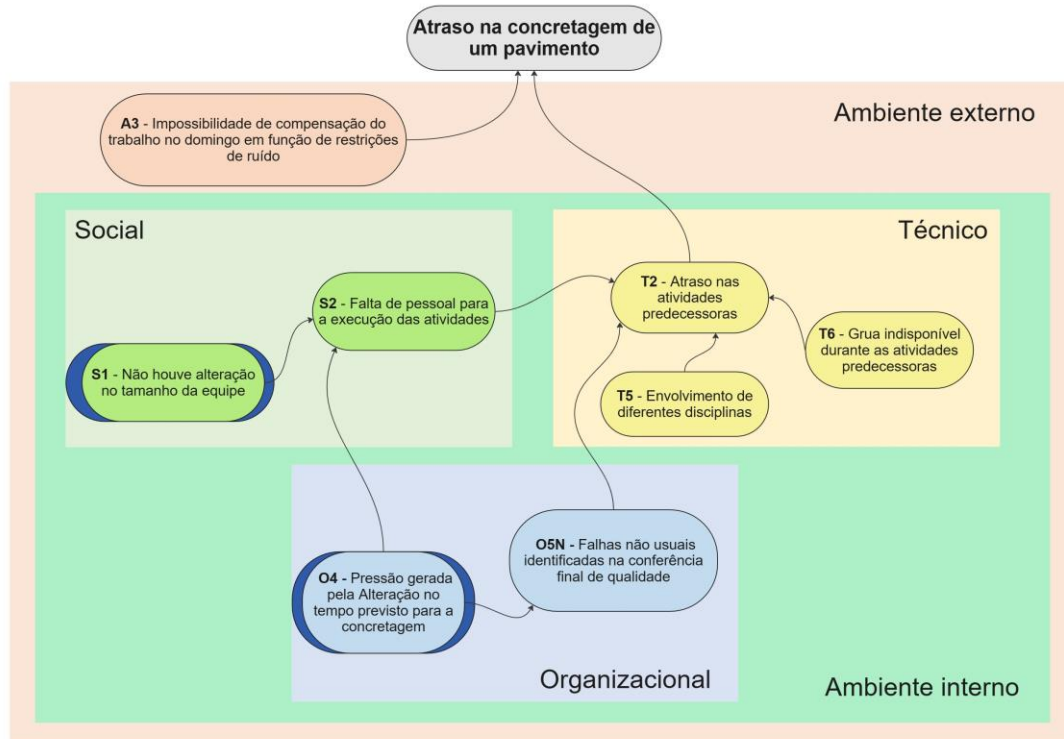 Atraso na concretagem de
um pavimento
Ambiente externo
A3 - Impossibilidade de compensação do
trabalho no domingo em função de restrições
de ruído
Social
Técnico
S2 - Falta de pessoal para
a execução das atividades
T2 - Atraso nas
atividades
predecessoras
T6 - Grua indisponível
durante as atividades
predecessoras
S1 - Não houve alteração
no tamanho da equipe
T5 - Envolvimento de
diferentes disciplinas
O5N - Falhas não usuais
identificadas na conferência
final de qualidade
O4 - Pressão gerada
pela Alteração no
tempo previsto para a
concretagem
Organizacional
Ambiente interno